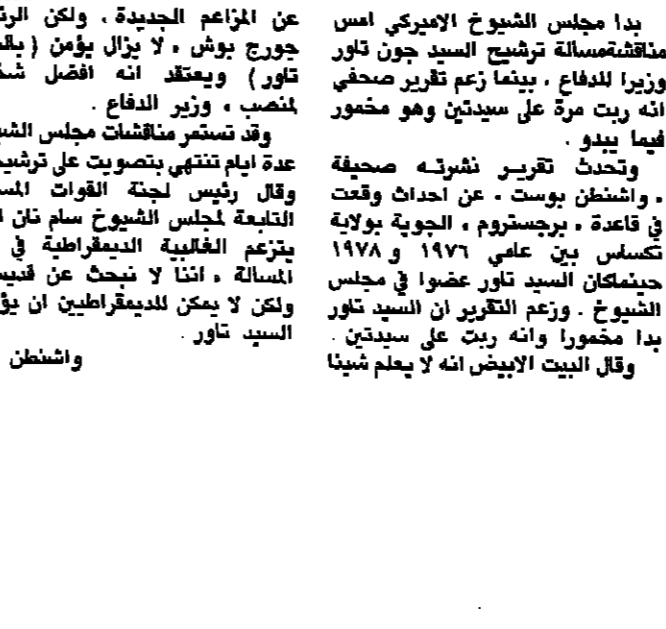 بدا مجلس الشيوخ الاميركي امس
مناقشةمسالة ترشيح السيد جون تاور
وزيرا للدفاع ، بينما زعم تقرير صحفي
انه ربت مرة على سيدتين وهو مخمور
فيما يبدو .
وتحدث تقريـر نشرتـه صحيفة
، واشنطن بوست ، عن احداث وقعت
في قاعدة ، برجستروم ، الجوية بولاية
تكساس بين عامي ١٩٧٦ و ١٩٧٨
حينماكان السيد تاور عضوا في مجلس
الشيوخ . وزعم التقرير ان السيد تاور
بدا مخمورا وانه ربت على سيدتين .
وقال البيت الابيض انه لا يعلم شيئا
عن المزاعم الجديدة ، ولكن
جورج بوش ، لا يزال يؤمن (
تاور ) ويعتقد انه افضل
لمنصب ، وزير الدفاع .
وقد تستمر مناقشات مجلس
عدة ايام تنتهي بتصويت على
وقال رئيس لجنة القوات
التابعة لمجلس الشيوخ سام نان
يتزعم الغالبية الديمقراطية في
المسالة ، اننا لا نبحث عن
ولكن لا يمكن للديمقراطيين ان
السيد تاور .
واشنطن